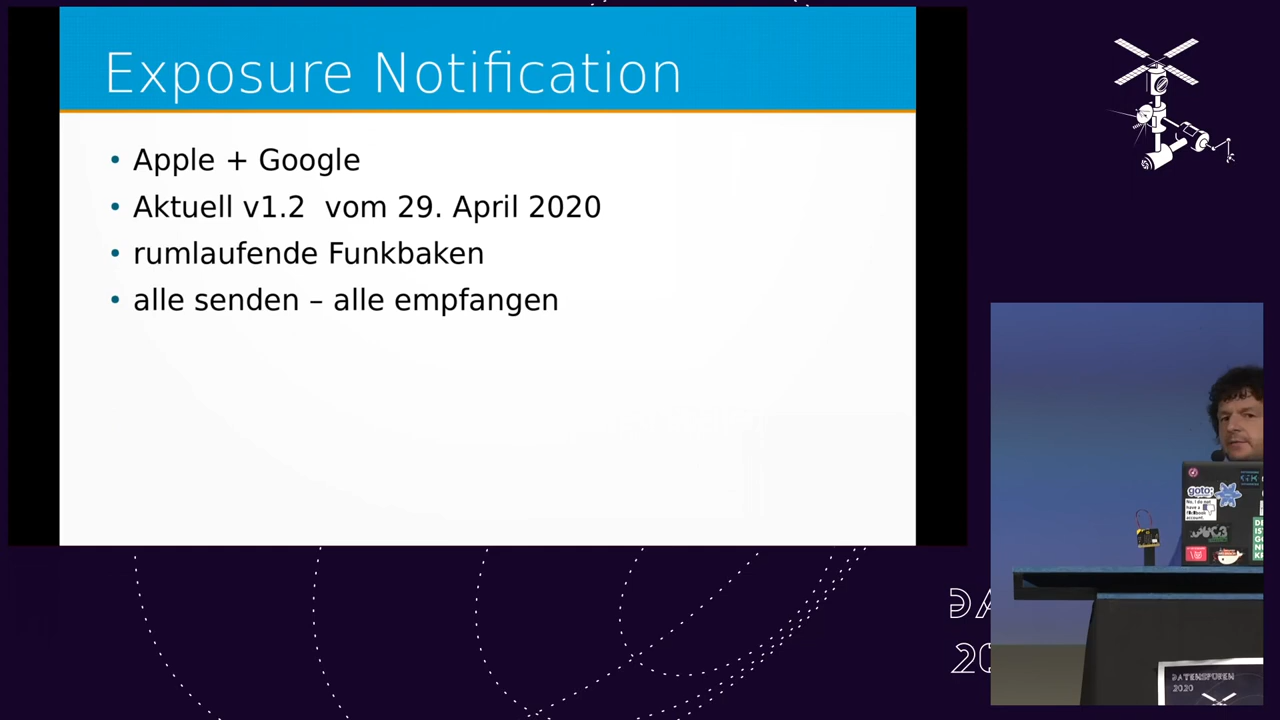 Exposure Notification
• Apple + Google
• Aktuell v1.2 vom 29. April 2020
• rumlaufende Funkbaken
• alle senden – alle empfangen
goto:
DATENSPUREN
2020